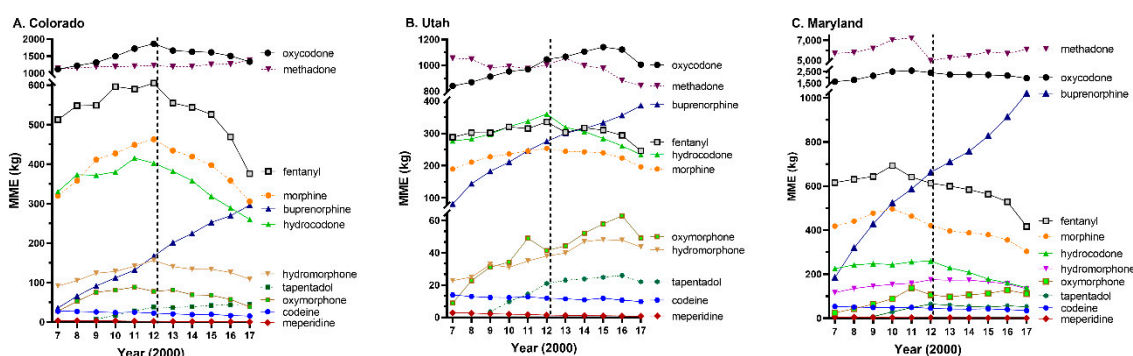 A. Colorado
2000
1500
1000
600
500
400
300
200
100
0
MME (kg)
7 8 9 10 11 12 13 14 15 16 17
Year (2000)
oxycodone
methadone
fentanyl
morphine
buprenorphine
hydrocodone
hydromorphone
tapentadol
oxymorphone
codeine
meperidine
B. Utah
1200
1000
800
400
300
200
100
60
40
20
0
MME (kg)
7 8 9 10 11 12 13 14 15 16 17
Year (2000)
oxycodone
methadone
buprenorphine
fentanyl
hydrocodone
morphine
oxymorphone
hydromorphone
tapentadol
codeine
meperidine
C. Maryland
7,000
5,000
2,500
1000
800
600
400
200
0
MME (kg)
7 8 9 10 11 12 13 14 15 16 17
Year (2000)
methadone
oxycodone
buprenorphine
fentanyl
morphine
hydrocodone
hydromorphone
oxymorphone
tapentadol
codeine
meperidine